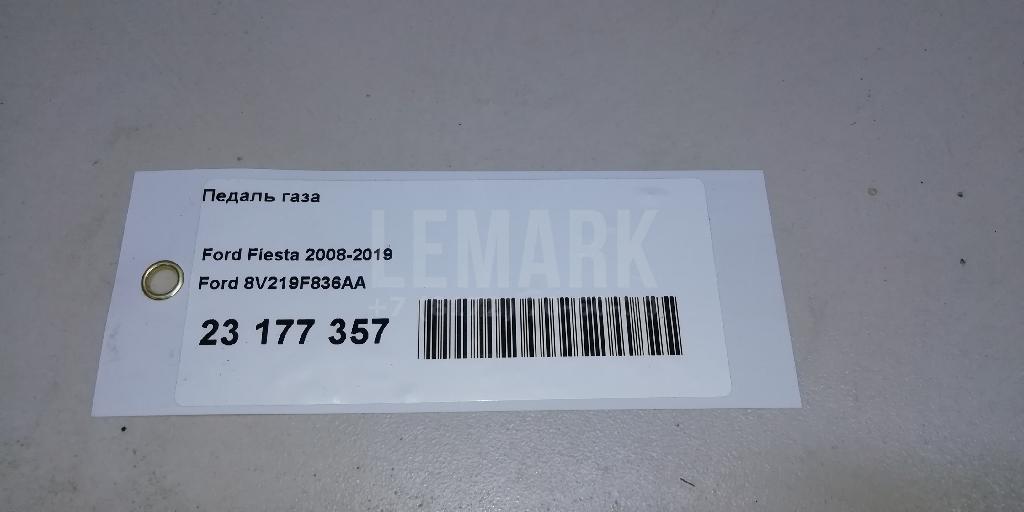 Педаль газа
LEMARK
Ford Fiesta 2008-2019
Ford 8V219F836AA
23 177 357